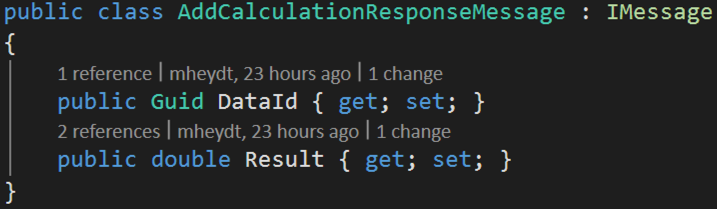 public class AddCalculationResponseMessage : IMessage
{
1 reference | mheydt, 23 hours ago | 1 change
public Guid DataId { get; set; }
2 references | mheydt, 23 hours ago | 1 change
public double Result { get; set; }
}